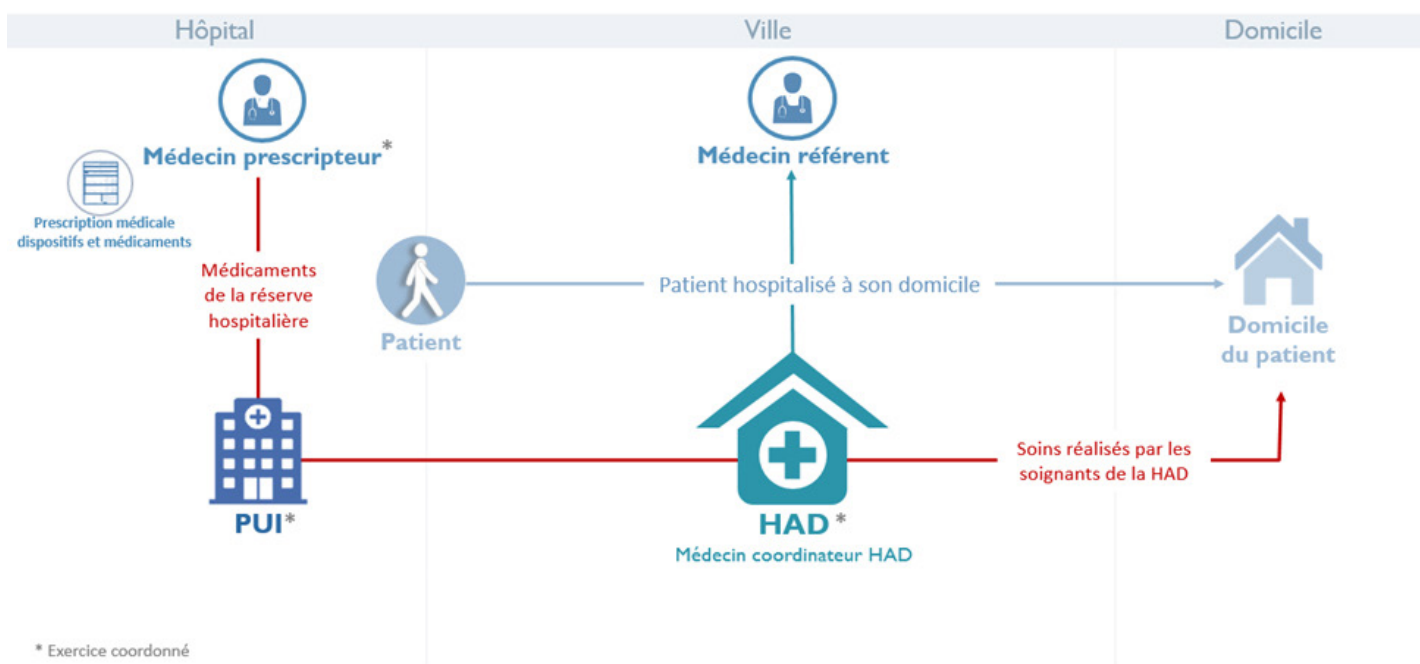 Hôpital
Ville
Domicile
Médecin prescripteur*
Médecin référent
Prescription médicale
dispositifs et médicaments
Médicaments
de la réserve
hospitalière
Patient
Patient hospitalisé à son domicile
Domicile
du patient
Soins réalisés par les
soignants de la HAD
PUI*
HAD*
Médecin coordinateur HAD
* Exercice coordonné